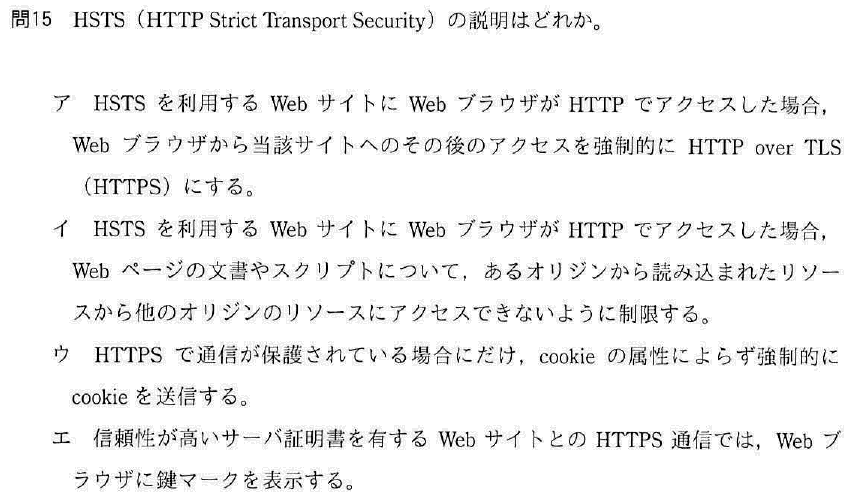 問15 HSTS（HTTP Strict Transport Security）の説明はどれか。
ア HSTS を利用する Web サイトに Web ブラウザが HTTP でアクセスした場合，
Web ブラウザから当該サイトへのその後のアクセスを強制的に HTTP over TLS
（HTTPS）にする。
イ HSTS を利用する Web サイトに Web ブラウザが HTTP でアクセスした場合，
Web ページの文書やスクリプトについて，あるオリジンから読み込まれたリソー
スから他のオリジンのリソースにアクセスできないように制限する。
ウ HTTPS で通信が保護されている場合にだけ，cookie の属性によらず強制的に
cookie を送信する。
エ 信頼性が高いサーバ証明書を有する Web サイトとの HTTPS 通信では，Web ブ
ラウザに鍵マークを表示する。